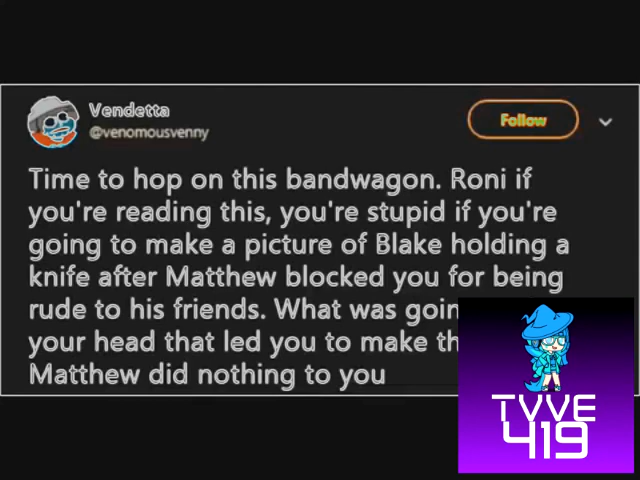 Vendetta
@venomousvenny
Follow
Time to hop on this bandwagon. Roni if
you're reading this, you're stupid if you're
going to make a picture of Blake holding a
knife after Matthew blocked you for being
rude to his friends. What was
your head that led you to make
Matthew did nothing to you
TVVE
419